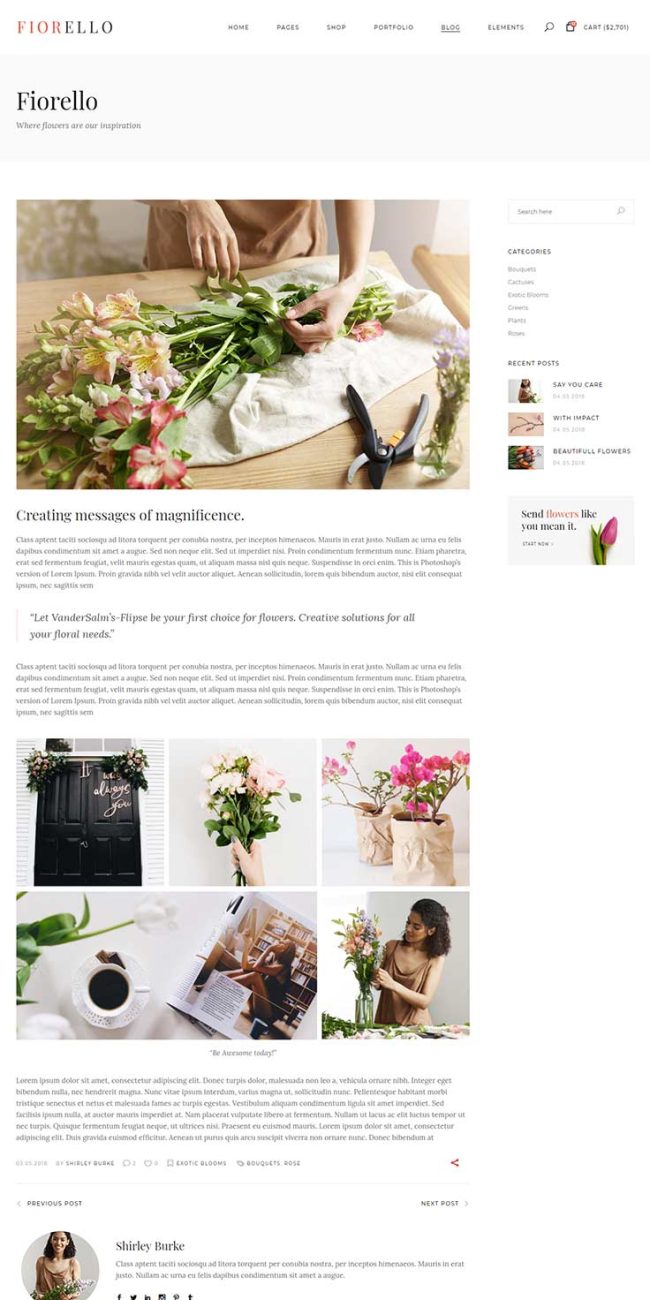 FIORELLO
HOME PAGES SHOP PORTFOLIO BLOG ELEMENTS CART ($2,701)
Fiorello
Where flowers are our inspiration
Search here
CATEGORIES
Bouquets
Cactuses
Exotic Blooms
Greens
Plants
Roses
RECENT POSTS
SAY YOU CARE
04.05.2018
WITH IMPACT
04.05.2018
BEAUTIFULL FLOWERS
03.05.2018
Send flowers like
you mean it.
START NOW >
Creating messages of magnificence.
Class aptent taciti sociosqu ad litora torquent per conubia nostra, per inceptos himenaeos. Mauris in erat justo. Nullam ac urna eu felis
dapibus condimentum sit amet a augue. Sed non neque elit. Sed ut imperdiet nisi. Proin condimentum fermentum nunc. Etiam pharetra,
erat sed fermentum feugiat, velit mauris egestas quam, ut aliquam massa nisl quis neque. Suspendisse in orci enim. This is Photoshop's
version of Lorem Ipsum. Proin gravida nibh vel velit auctor aliquet. Aenean sollicitudin, lorem quis bibendum auctor, nisi elit consequat
ipsum, nec sagittis sem
“Let VanderSalm’s-Flipse be your first choice for flowers. Creative solutions for all
your floral needs.”
Class aptent taciti sociosqu ad litora torquent per conubia nostra, per inceptos himenaeos. Mauris in erat justo. Nullam ac urna eu felis
dapibus condimentum sit amet a augue. Sed non neque elit. Sed ut imperdiet nisi. Proin condimentum fermentum nunc. Etiam pharetra,
erat sed fermentum feugiat, velit mauris egestas quam, ut aliquam massa nisl quis neque. Suspendisse in orci enim. This is Photoshop's
version of Lorem Ipsum. Proin gravida nibh vel velit auctor aliquet. Aenean sollicitudin, lorem quis bibendum auctor, nisi elit consequat
ipsum, nec sagittis sem
It was
always
you
“Be Awesome today!”
Lorem ipsum dolor sit amet, consectetur adipiscing elit. Donec turpis dolor, malesuada non leo a, vehicula ornare nibh. Integer eget
bibendum nulla, nec hendrerit magna. Nunc vitae ipsum interdum, varius magna ut, sollicitudin nunc. Pellentesque habitant morbi
tristique senectus et netus et malesuada fames ac turpis egestas. Vestibulum aliquam condimentum ligula sit amet imperdiet. Sed
facilisis ipsum nulla, at auctor mauris imperdiet at. Nam placerat vulputate libero at fermentum. Nullam ut lacus ac elit luctus tempor ut
nec turpis. Quisque fermentum feugiat neque, ut ultrices nisi. Praesent eu euismod mauris. Lorem ipsum dolor sit amet, consectetur
adipiscing elit. Duis gravida euismod efficitur. Aenean ut purus quis arcu suscipit viverra non ornare nunc. Donec bibendum at
03.05.2018 BY SHIRLEY BURKE 2 0 EXOTIC BLOOMS BOUQUETS, ROSE
PREVIOUS POST NEXT POST
Shirley Burke
Class aptent taciti sociosqu ad litora torquent per conubia nostra, per inceptos himenaeos. Mauris in erat
justo. Nullam ac urna eu felis dapibus condimentum sit amet a augue.